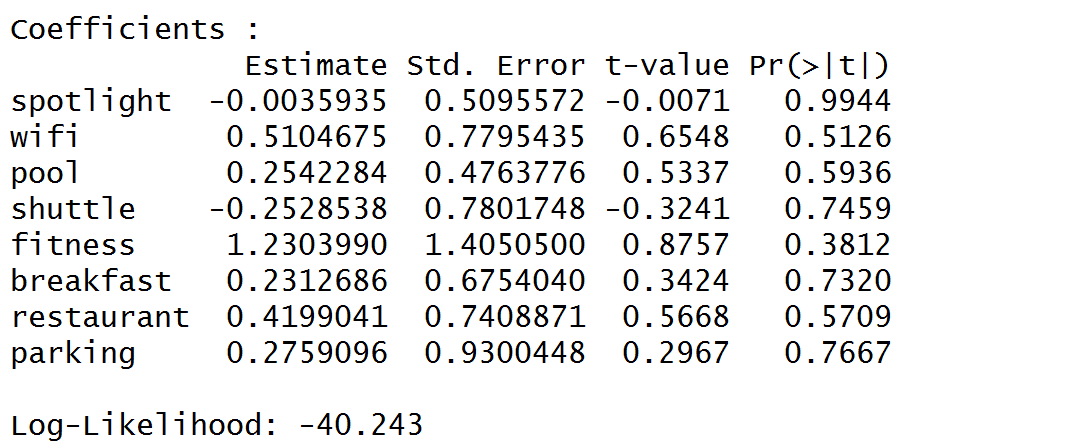 Coefficients :
Estimate Std. Error t-value Pr(>|t|)
spotlight -0.0035935 0.5095572 -0.0071 0.9944
wifi 0.5104675 0.7795435 0.6548 0.5126
pool 0.2542284 0.4763776 0.5337 0.5936
shuttle -0.2528538 0.7801748 -0.3241 0.7459
fitness 1.2303990 1.4050500 0.8757 0.3812
breakfast 0.2312686 0.6754040 0.3424 0.7320
restaurant 0.4199041 0.7408871 0.5668 0.5709
parking 0.2759096 0.9300448 0.2967 0.7667
Log-Likelihood: -40.243